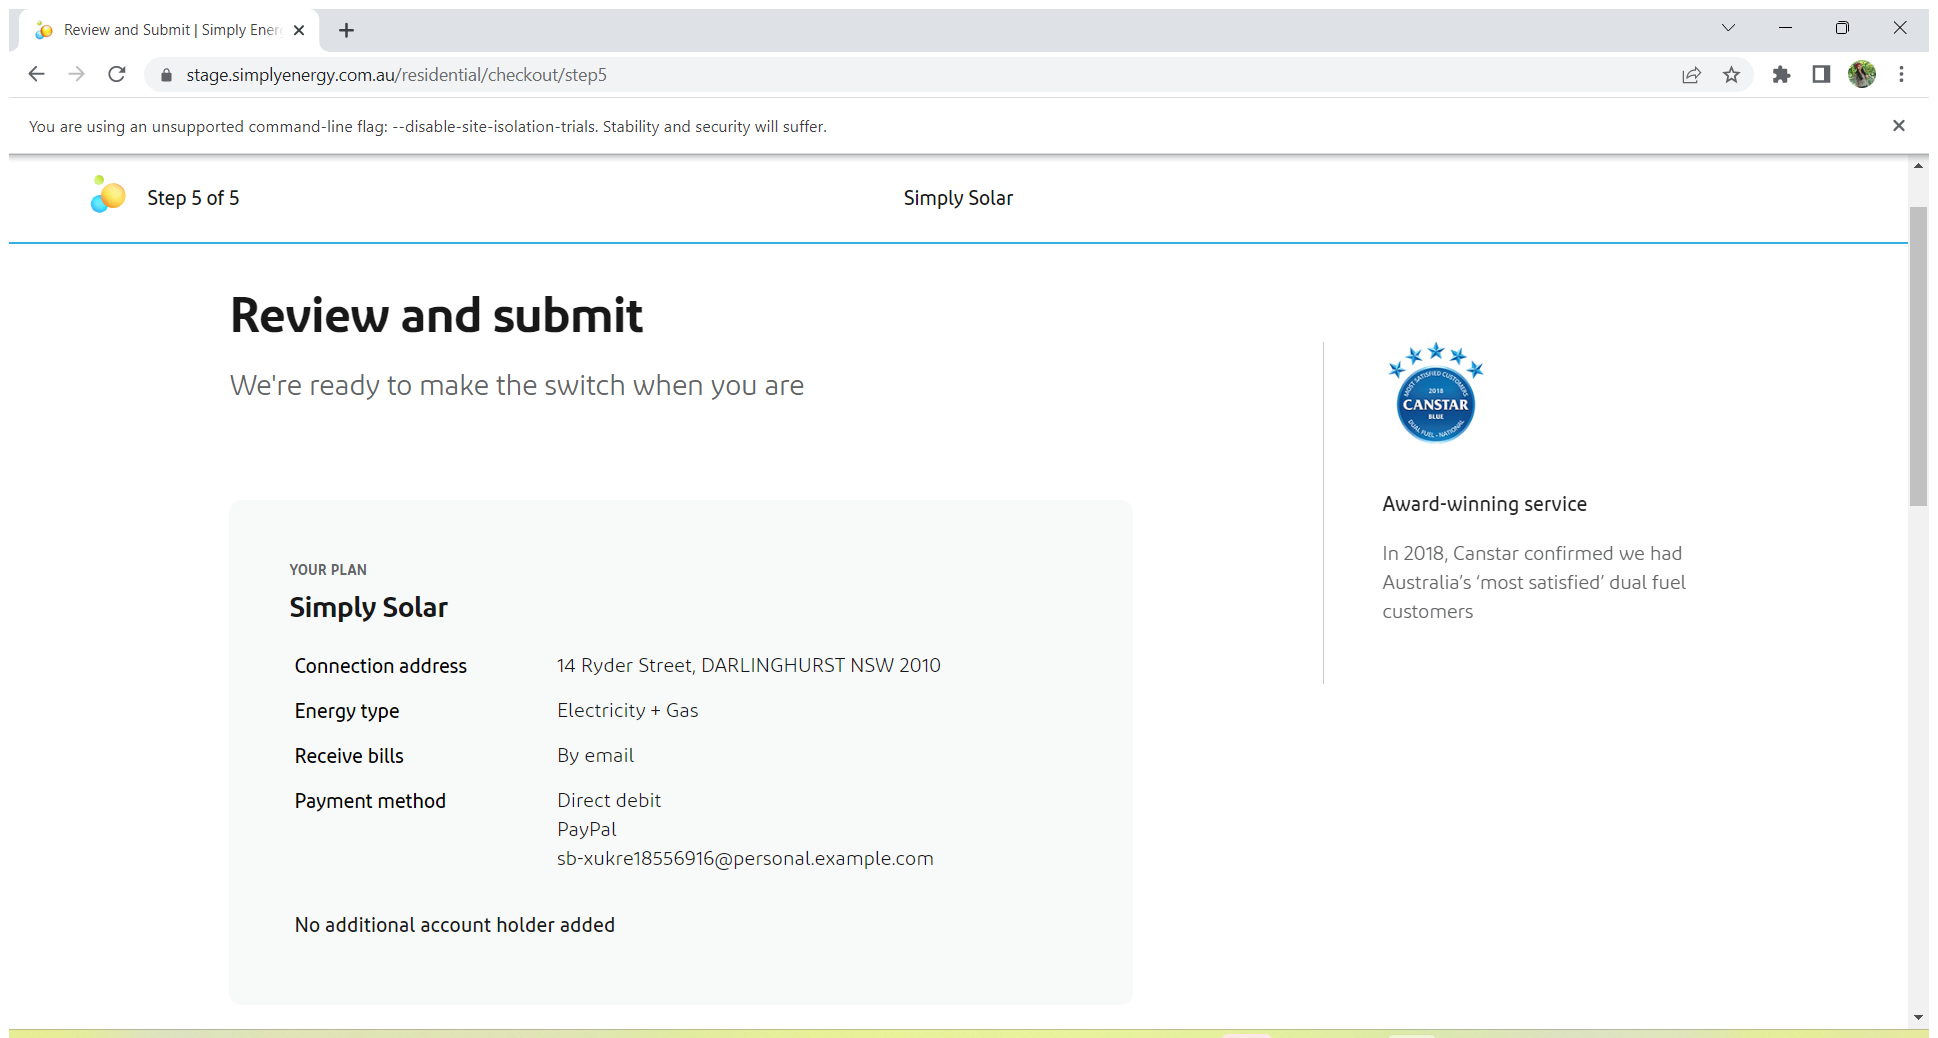 Review and Submit | Simply Ener
stage.simplyenergy.com.au/residential/checkout/step5
You are using an unsupported command-line flag: --disable-site-isolation-trials. Stability and security will suffer.
Step 5 of 5
Simply Solar
Review and submit
We're ready to make the switch when you are
MOST SATISFIED CUSTOMERS
2018
CANSTAR
BLUE
DUAL FUEL - NATIONAL
Award-winning service
In 2018, Canstar confirmed we had
Australia’s ‘most satisfied’ dual fuel
customers
YOUR PLAN
Simply Solar
Connection address 14 Ryder Street, DARLINGHURST NSW 2010
Energy type Electricity + Gas
Receive bills By email
Payment method Direct debit
PayPal
sb-xukre18556916@personal.example.com
No additional account holder added